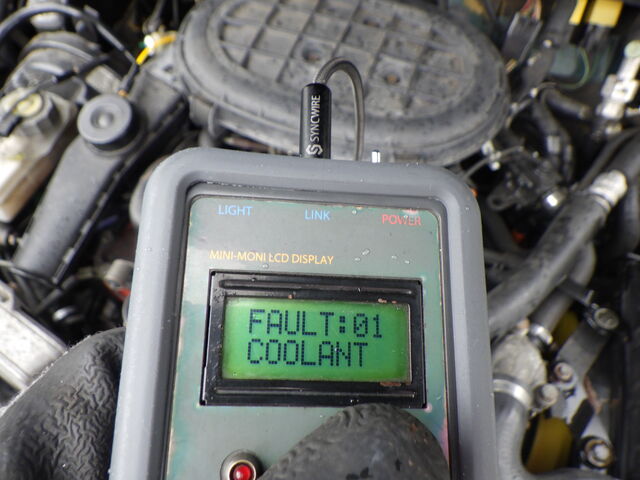 SYNCWIRE
LIGHT LINK POWER
MINI-MONI LCD DISPLAY
FAULT:01
COOLANT